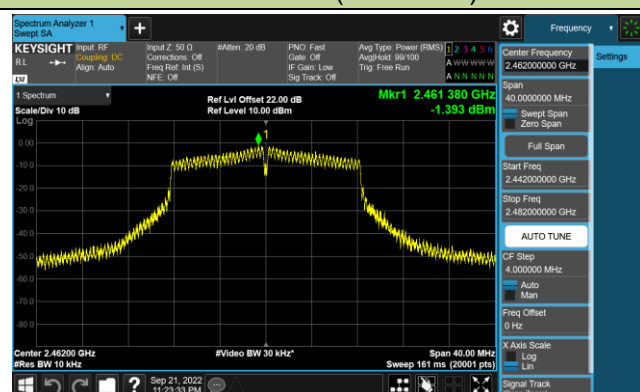 Spectrum Analyzer 1
Swept SA
Frequency
KEYSIGHT
Input: RF
Input Z: 50 Ω
#Atten: 20 dB
PNO: Fast
Avg Type: Power (RMS)
1 2 3 4 5 6
RL
Coupling: DC
Corrections: Off
Gate: Off
Avg|Hold: 99/100
A W W W W W
Align: Auto
Freq Ref: Int (S)
IF Gain: Low
Trig: Free Run
LXI
NFE: Off
Sig Track: Off
A N N N N N
1 Spectrum
Ref Lvl Offset 22.00 dB
Mkr1 2.461 380 GHz
Scale/Div 10 dB
Ref Level 10.00 dBm
-1.393 dBm
Log
1
0.00
-10.0
-20.0
-30.0
-40.0
-50.0
-60.0
-70.0
-80.0
Center 2.46200 GHz
#Video BW 30 kHz*
Span 40.00 MHz
#Res BW 10 kHz
Sweep 161 ms (20001 pts)
Sep 21, 2022
11:23:33 PM
Center Frequency
2.462000000 GHz
Settings
Span
40.0000000 MHz
Swept Span
Zero Span
Full Span
Start Freq
2.442000000 GHz
Stop Freq
2.482000000 GHz
AUTO TUNE
CF Step
4.000000 MHz
Auto
Man
Freq Offset
0 Hz
X Axis Scale
Log
Lin
Signal Track